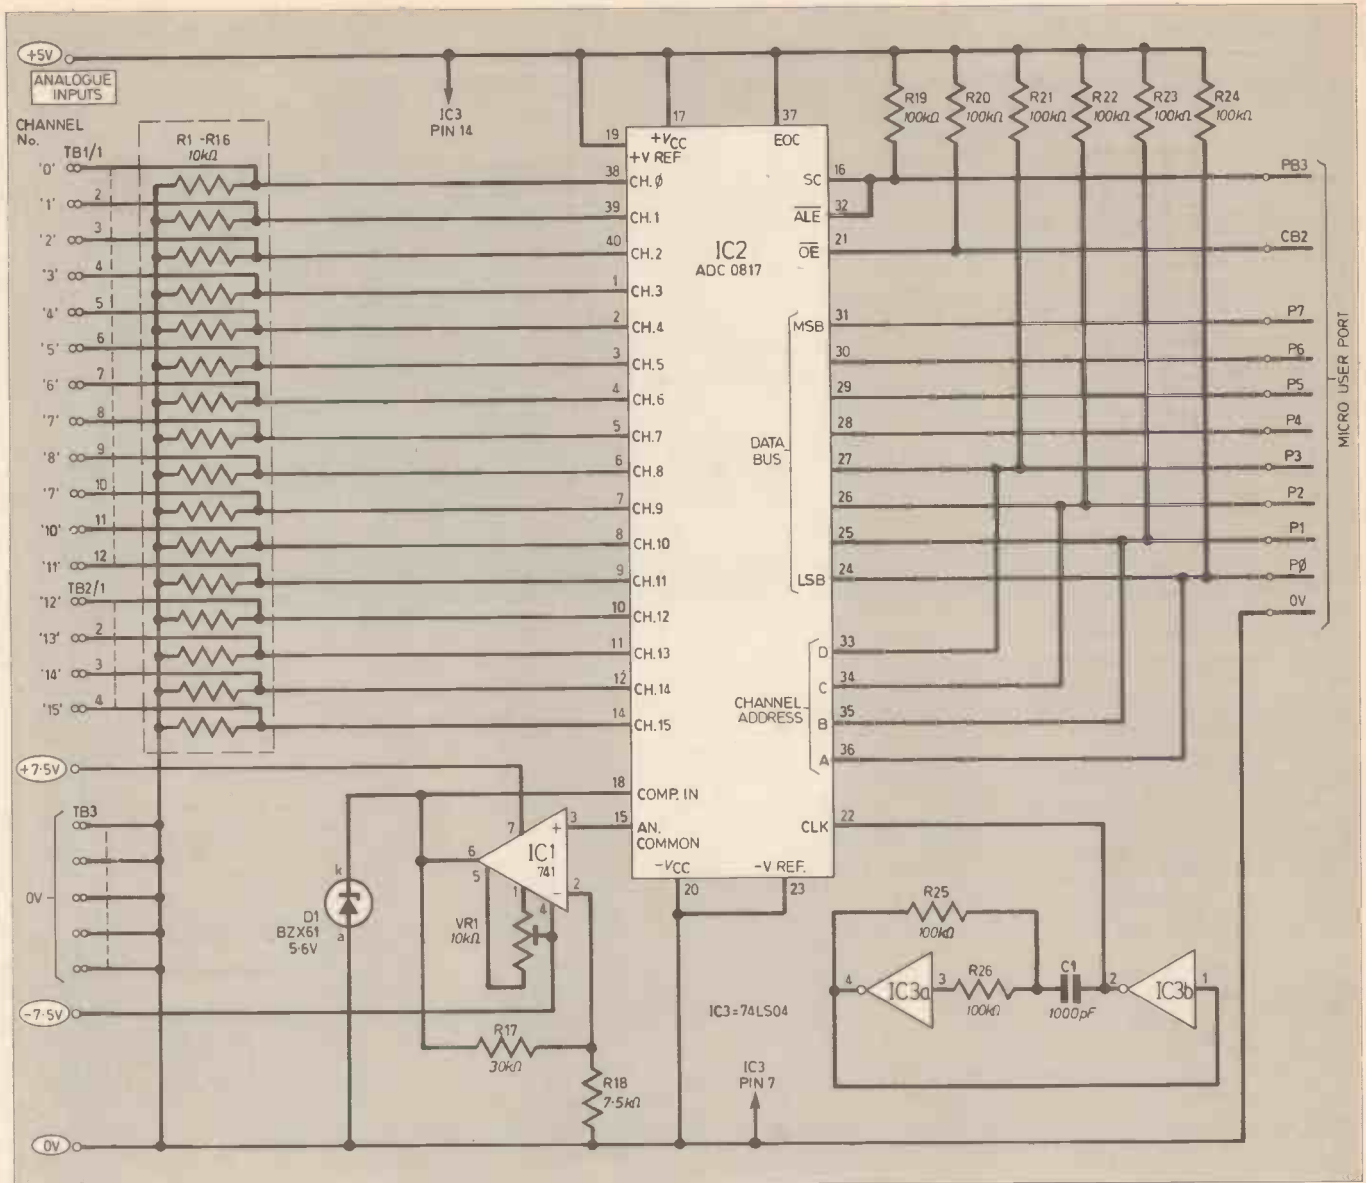 +5V
ANALOGUE
INPUTS
CHANNEL
No.
TB1/1
R1 -R16
10kΩ
'0'
'1' 2
'2' 3
'3' 4
'4' 5
'5' 6
'6' 7
'7' 8
'8' 9
'7' 10
'10' 11
'11' 12
TB2/1
'12'
'13' 2
'14' 3
'15' 4
+7·5V
TB3
0V
-7·5V
0V
IC3
PIN 14
19
17
37
+VCC
+V REF
EOC
38 CH.Ø
39 CH.1
40 CH.2
1 CH.3
2 CH.4
3 CH.5
4 CH.6
5 CH.7
6 CH.8
7 CH.9
8 CH.10
9 CH.11
10 CH.12
11 CH.13
12 CH.14
14 CH.15
18 COMP. IN
15 AN.
COMMON
-VCC
20
-V REF.
23
IC2
ADC 0817
SC 16
ALE 32
OE 21
MSB 31
30
29
28
DATA
BUS
27
26
25
LSB 24
D 33
C 34
CHANNEL
ADDRESS
B 35
A 36
CLK 22
R19
100kΩ
R20
100kΩ
R21
100kΩ
R22
100kΩ
R23
100kΩ
R24
100kΩ
PB3
CB2
P7
P6
P5
P4
P3
P2
P1
PØ
0V
MICRO USER PORT
k
D1
BZX61
5·6V
a
7
3
+
6
IC1
741
5
1
4
2
−
VR1
10kΩ
R17
30kΩ
R18
7·5kΩ
IC3=74LS04
IC3
PIN 7
R25
100kΩ
4
IC3a
3
R26
100kΩ
C1
1000pF
2
IC3b
1